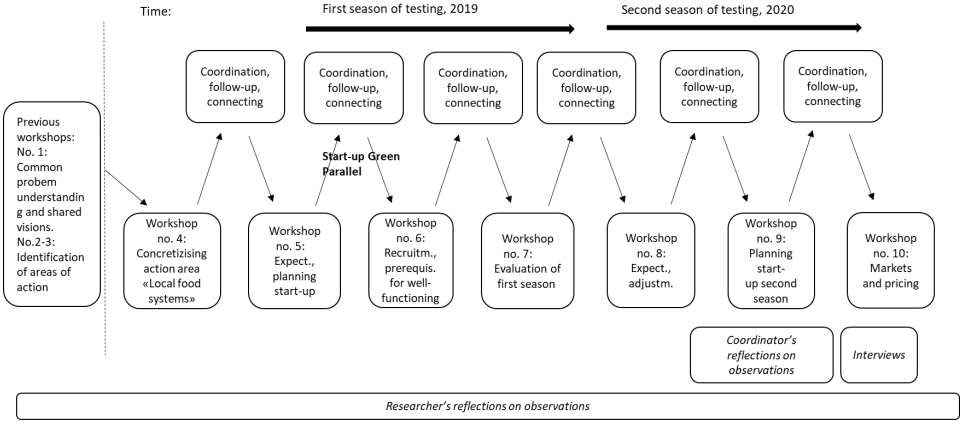 Time:
First season of testing, 2019
Second season of testing, 2020
Coordination,
follow-up,
connecting
Coordination,
follow-up,
connecting
Coordination,
follow-up,
connecting
Coordination,
follow-up,
connecting
Coordination,
follow-up,
connecting
Coordination,
follow-up,
connecting
Previous
workshops:
No. 1:
Common
probem
understandin
g and shared
visions.
No.2-3:
Identification
of areas of
action
Start-up Green
Parallel
Workshop
no. 4:
Concretizising
action area
«Local food
systems»
Workshop
no. 5:
Expect.,
planning
start-up
Workshop
no. 6:
Recruitm.,
prerequis.
for well-
functioning
Workshop
no. 7:
Evaluation of
first season
Workshop
no. 8:
Expect.,
adjustm.
Workshop
no. 9:
Planning
start-
up second
season
Workshop
no. 10:
Markets
and pricing
Coordinator's
reflections on
observations
Interviews
Researcher's reflections on observations